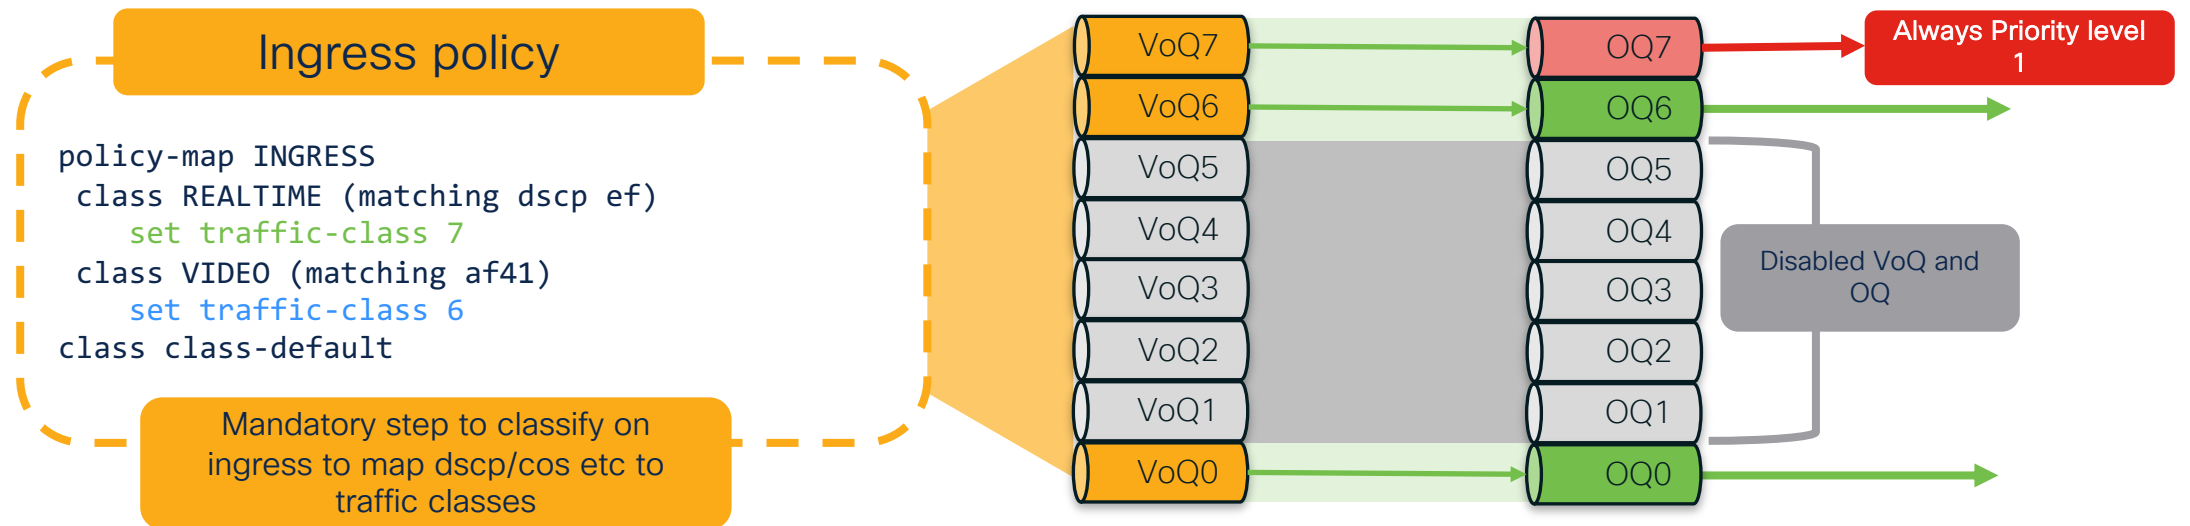 Ingress policy
policy-map INGRESS
class REALTIME (matching dscp ef)
set traffic-class 7
class VIDEO (matching af41)
set traffic-class 6
class class-default
Mandatory step to classify on
ingress to map dscp/cos etc to
traffic classes
VoQ7
VoQ6
VoQ5
VoQ4
VoQ3
VoQ2
VoQ1
VoQ0
OQ7
OQ6
OQ5
OQ4
OQ3
OQ2
OQ1
OQ0
Always Priority level
1
Disabled VoQ and
OQ